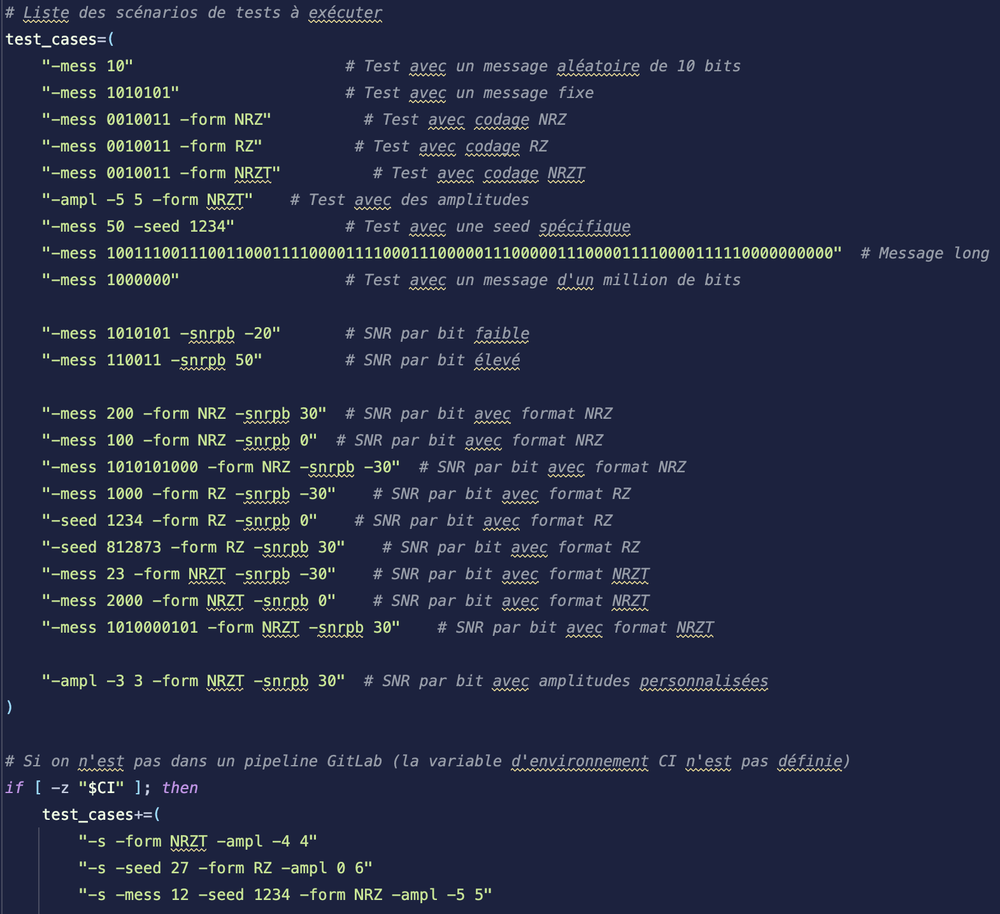 # Liste des scénarios de tests à exécuter
test_cases=(
"-mess 10" # Test avec un message aléatoire de 10 bits
"-mess 1010101" # Test avec un message fixe
"-mess 0010011 -form NRZ" # Test avec codage NRZ
"-mess 0010011 -form RZ" # Test avec codage RZ
"-mess 0010011 -form NRZT" # Test avec codage NRZT
"-ampl -5 5 -form NRZT" # Test avec des amplitudes
"-mess 50 -seed 1234" # Test avec une seed spécifique
"-mess 1001110011100110001111000011110001110000011100000111000011110000111110000000000" # Message long
"-mess 1000000" # Test avec un message d'un million de bits
"-mess 1010101 -snrpb -20" # SNR par bit faible
"-mess 110011 -snrpb 50" # SNR par bit élevé
"-mess 200 -form NRZ -snrpb 30" # SNR par bit avec format NRZ
"-mess 100 -form NRZ -snrpb 0" # SNR par bit avec format NRZ
"-mess 1010101000 -form NRZ -snrpb -30" # SNR par bit avec format NRZ
"-mess 1000 -form RZ -snrpb -30" # SNR par bit avec format RZ
"-seed 1234 -form RZ -snrpb 0" # SNR par bit avec format RZ
"-seed 812873 -form RZ -snrpb 30" # SNR par bit avec format RZ
"-mess 23 -form NRZT -snrpb -30" # SNR par bit avec format NRZT
"-mess 2000 -form NRZT -snrpb 0" # SNR par bit avec format NRZT
"-mess 1010000101 -form NRZT -snrpb 30" # SNR par bit avec format NRZT
"-ampl -3 3 -form NRZT -snrpb 30" # SNR par bit avec amplitudes personnalisées
)
# Si on n'est pas dans un pipeline GitLab (la variable d'environnement CI n'est pas définie)
if [ -z "$CI" ]; then
test_cases+=(
"-s -form NRZT -ampl -4 4"
"-s -seed 27 -form RZ -ampl 0 6"
"-s -mess 12 -seed 1234 -form NRZ -ampl -5 5"